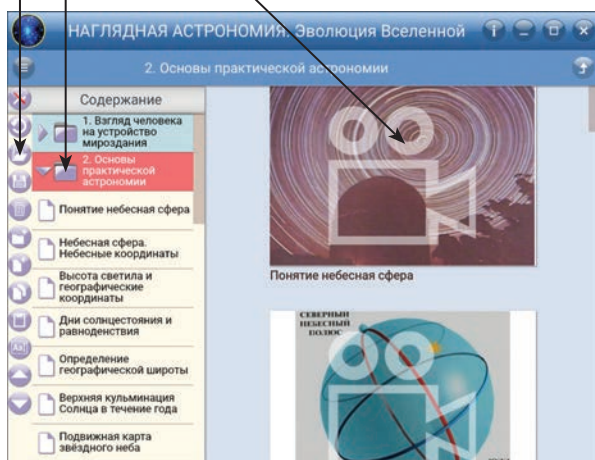 НАГЛЯДНАЯ АСТРОНОМИЯ. Эволюция Вселенной
2. Основы практической астрономии
Содержание
1. Взгляд человека
на устройство
мироздания
2. Основы
практической
астрономии
Понятие небесная сфера
Небесная сфера.
Небесные координаты
Высота светила и
географические
координаты
Дни солнцестояния и
равноденствия
Определение
географической широты
Верхняя кульминация
Солнца в течение года
Подвижная карта
звёздного неба
Понятие небесная сфера
СЕВЕРНЫЙ
НЕБЕСНЫЙ
ПОЛЮС